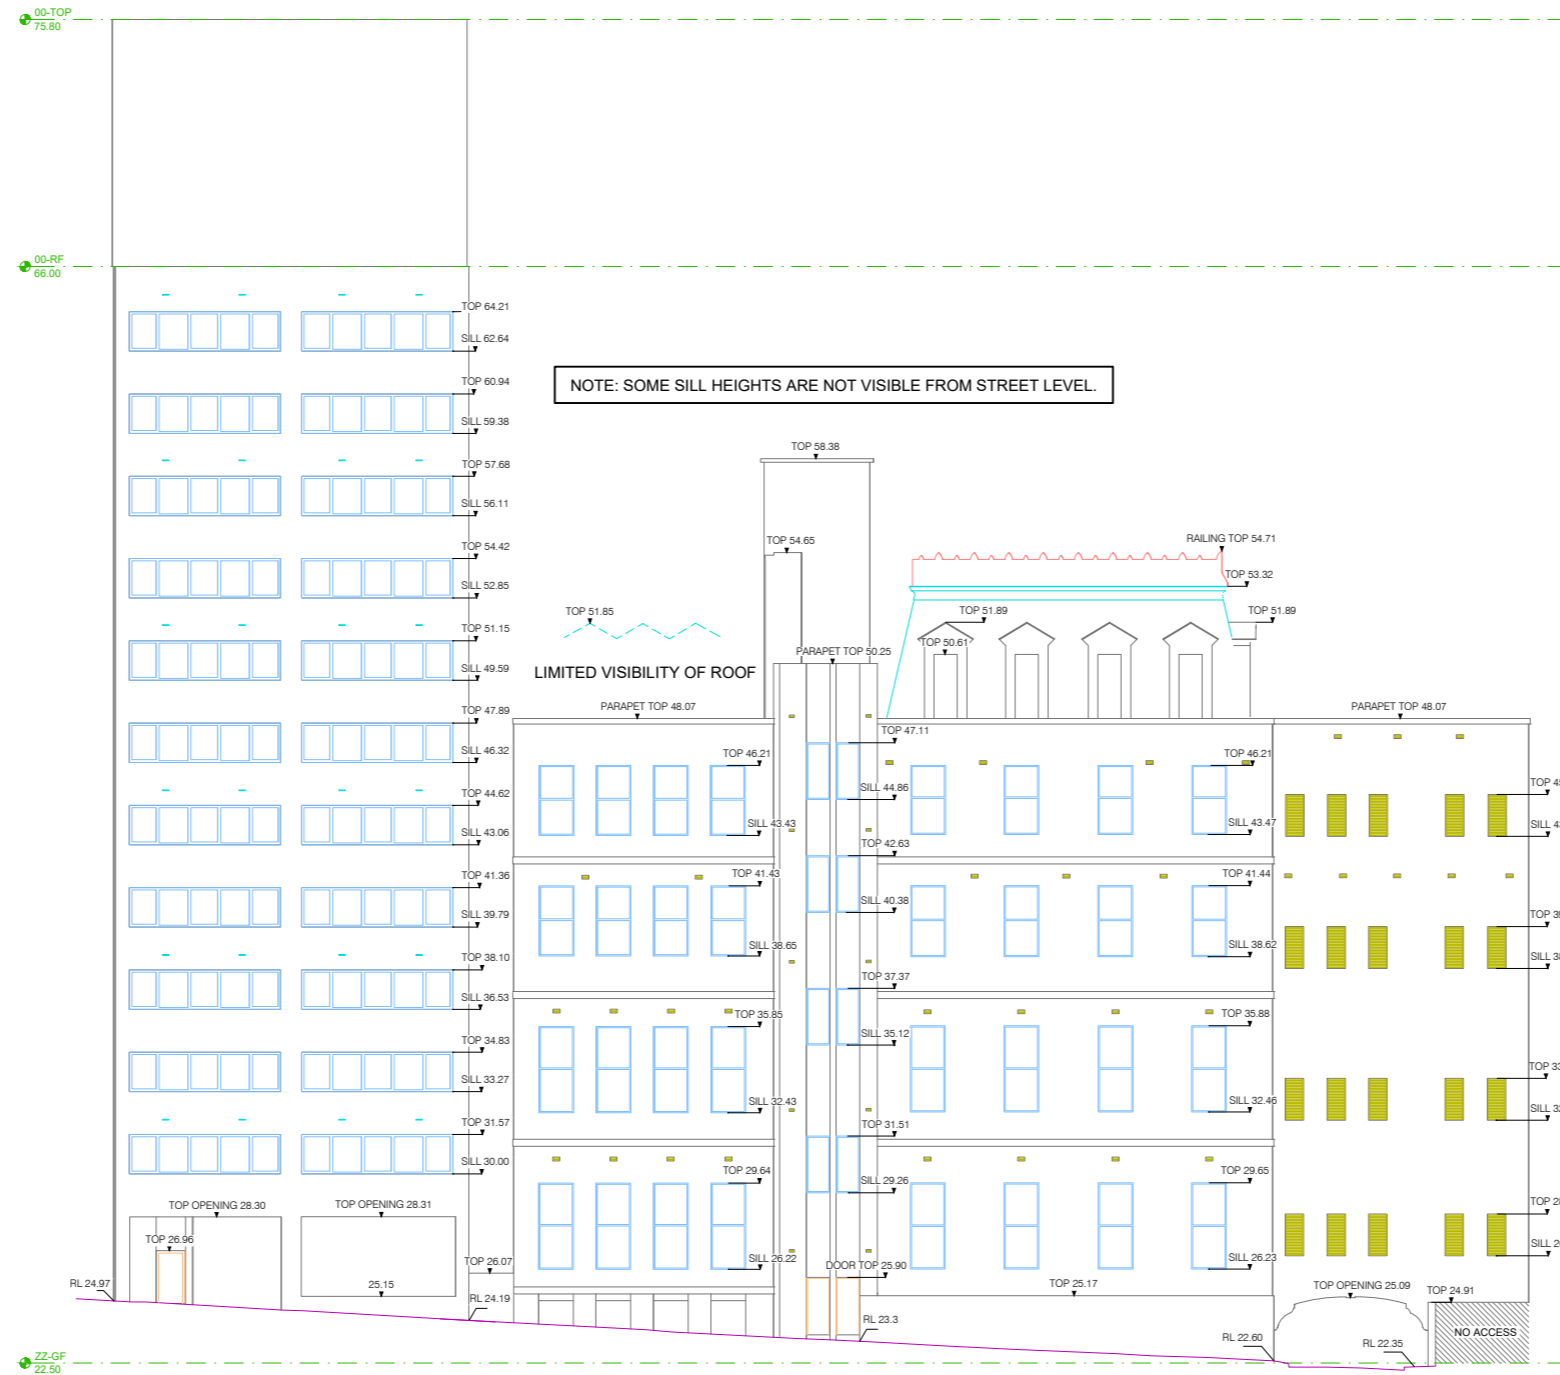 00-TOP
75.80
00-RF
66.00
TOP 64.21
SILL 62.64
NOTE: SOME SILL HEIGHTS ARE NOT VISIBLE FROM STREET LEVEL.
TOP 60.94
SILL 59.38
TOP 58.38
TOP 57.68
SILL 56.11
TOP 54.42
TOP 54.65
RAILING TOP 54.71
SILL 52.85
TOP 53.32
TOP 51.85
TOP 51.89
TOP 51.89
TOP 51.15
TOP 50.61
PARAPET TOP 50.25
SILL 49.59
LIMITED VISIBILITY OF ROOF
TOP 47.89
PARAPET TOP 48.07
PARAPET TOP 48.07
SILL 46.32
TOP 46.21
TOP 47.11
TOP 46.21
TOP 44.62
SILL 44.86
SILL 43.06
SILL 43.43
SILL 43.47
TOP 42.63
TOP 41.36
TOP 41.43
TOP 41.44
SILL 39.79
SILL 40.38
SILL 38.65
SILL 38.62
TOP 38.10
TOP 37.37
SILL 36.53
TOP 35.85
TOP 35.88
TOP 34.83
SILL 35.12
SILL 33.27
SILL 32.43
SILL 32.46
TOP 31.57
TOP 31.51
SILL 30.00
TOP 29.64
SILL 29.26
TOP 29.65
TOP OPENING 28.30
TOP OPENING 28.31
TOP 26.96
TOP 26.07
SILL 26.22
DOOR TOP 25.90
SILL 26.23
RL 24.97
25.15
TOP 25.17
TOP OPENING 25.09
TOP 24.91
RL 24.19
RL 23.3
RL 22.60
RL 22.35
NO ACCESS
ZZ-GF
22.50